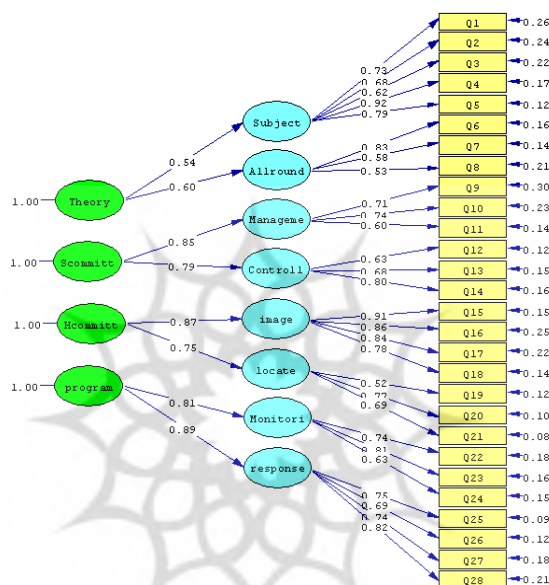 1.00 Theory
1.00 Scommitt
1.00 Hcommitt
1.00 program
0.54
0.60
0.85
0.79
0.87
0.75
0.81
0.89
Subject
Allround
Manageme
Controll
image
locate
Monitori
response
0.73
0.68
0.62
0.92
0.79
0.83
0.58
0.53
0.71
0.74
0.60
0.63
0.68
0.80
0.91
0.86
0.84
0.78
0.52
0.77
0.69
0.74
0.81
0.63
0.75
0.69
0.74
0.82
Q1 0.26
Q2 0.24
Q3 0.22
Q4 0.17
Q5 0.12
Q6 0.16
Q7 0.14
Q8 0.21
Q9 0.30
Q10 0.23
Q11 0.14
Q12 0.12
Q13 0.15
Q14 0.16
Q15 0.15
Q16 0.25
Q17 0.22
Q18 0.14
Q19 0.12
Q20 0.10
Q21 0.08
Q22 0.18
Q23 0.16
Q24 0.15
Q25 0.09
Q26 0.12
Q27 0.18
Q28 0.21